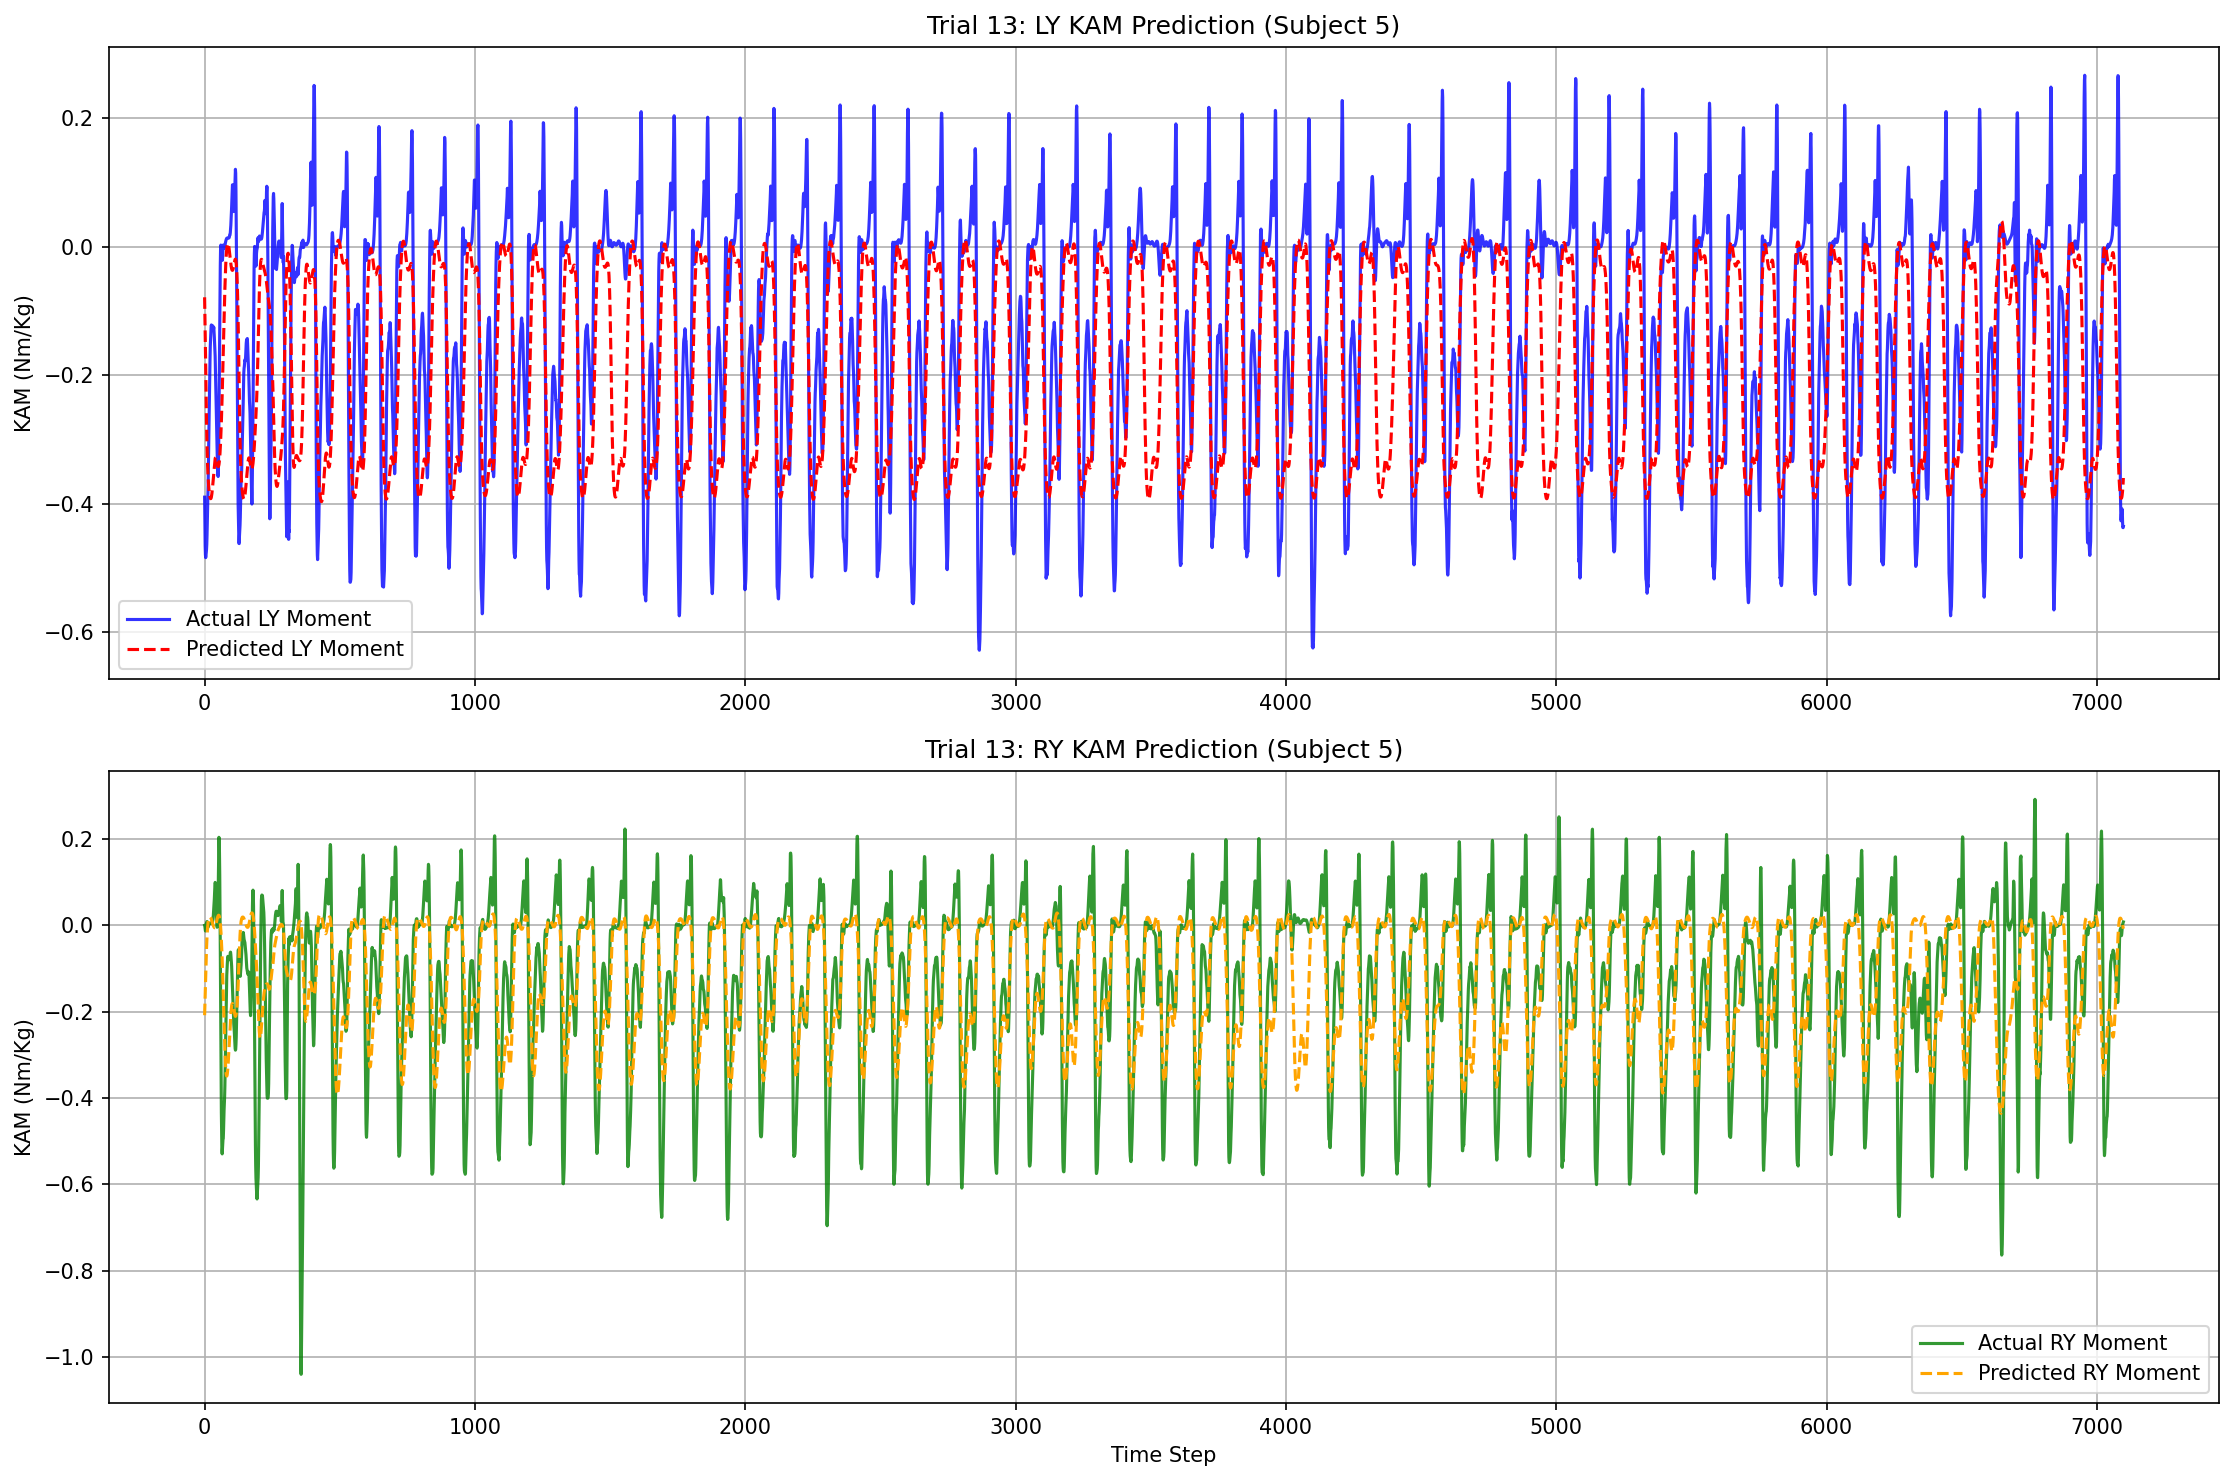 Trial 13: LY KAM Prediction (Subject 5)
KAM (Nm/Kg)
0.2
0.0
−0.2
−0.4
−0.6
Actual LY Moment
Predicted LY Moment
0 1000 2000 3000 4000 5000 6000 7000
Trial 13: RY KAM Prediction (Subject 5)
KAM (Nm/Kg)
0.2
0.0
−0.2
−0.4
−0.6
−0.8
−1.0
Actual RY Moment
Predicted RY Moment
0 1000 2000 3000 4000 5000 6000 7000
Time Step